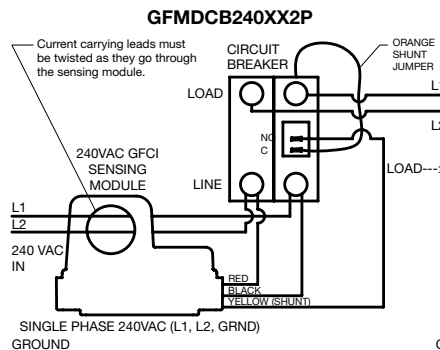 GFMDCB240XX2P
Current carrying leads must
be twisted as they go through
the sensing module.
CIRCUIT
BREAKER
ORANGE
SHUNT
JUMPER
LOAD
L1
L2
NO
C
240VAC GFCI
SENSING
MODULE
LINE
LOAD---
L1
L2
240 VAC
IN
RED
BLACK
YELLOW (SHUNT)
SINGLE PHASE 240VAC (L1, L2, GRND)
GROUND